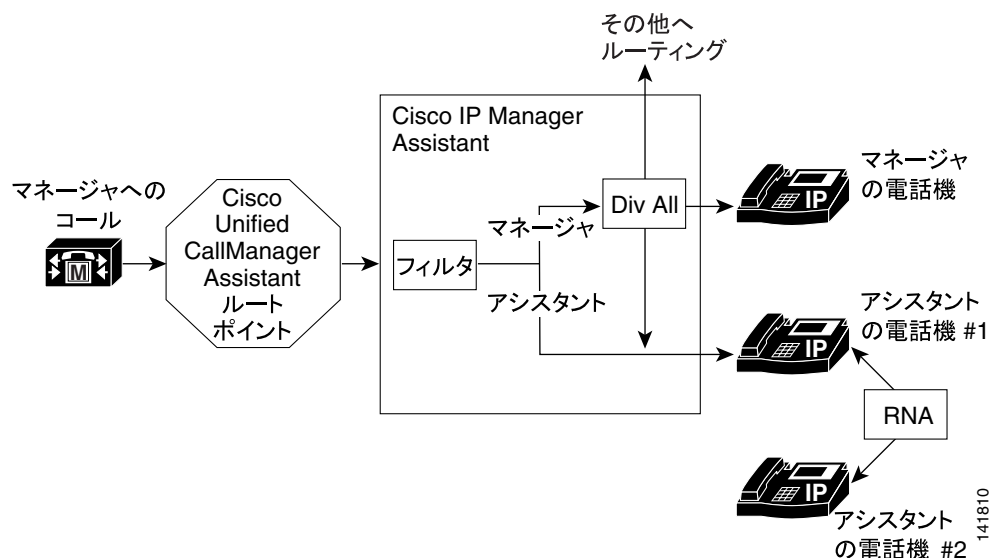 その他へ
ルーティング
Cisco IP Manager
Assistant
マネージャへの
コール
M
Cisco
Unified
CallManager
Assistant
ルート
ポイント
フィルタ
マネージャ
アシスタント
Div All
IP
マネージャ
の電話機
IP
アシスタント
の電話機 #1
RNA
IP
アシスタント
の電話機 #2
141810